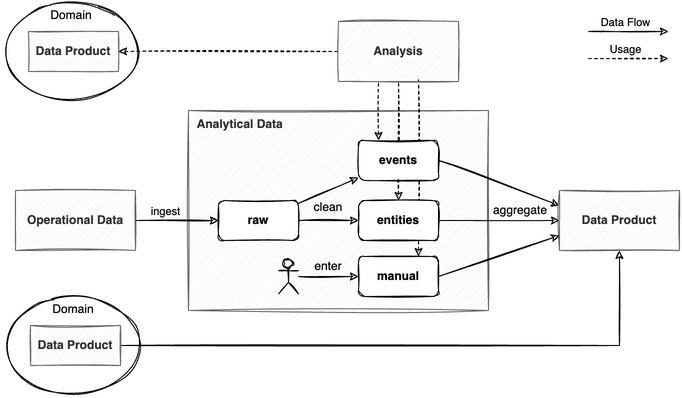 Domain
Data Product
Analysis
Data Flow
Usage
Analytical Data
events
Operational Data
ingest
raw
clean
entities
aggregate
Data Product
enter
manual
Domain
Data Product